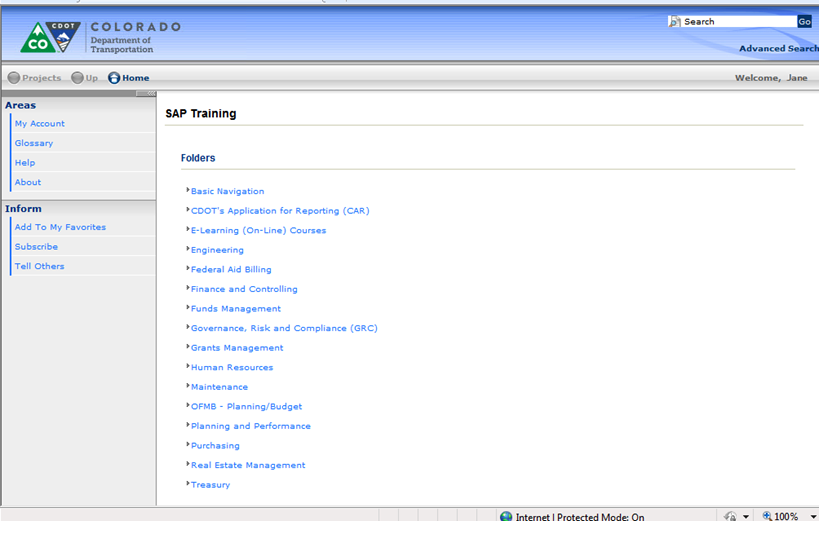 CDOT
CO
COLORADO
Department of
Transportation
Search Go
Advanced Search
Projects Up Home
Welcome, Jane
Areas
My Account
Glossary
Help
About
Inform
Add To My Favorites
Subscribe
Tell Others
SAP Training
Folders
Basic Navigation
CDOT's Application for Reporting (CAR)
E-Learning (On-Line) Courses
Engineering
Federal Aid Billing
Finance and Controlling
Funds Management
Governance, Risk and Compliance (GRC)
Grants Management
Human Resources
Maintenance
OFMB - Planning/Budget
Planning and Performance
Purchasing
Real Estate Management
Treasury
Internet | Protected Mode: On
100%